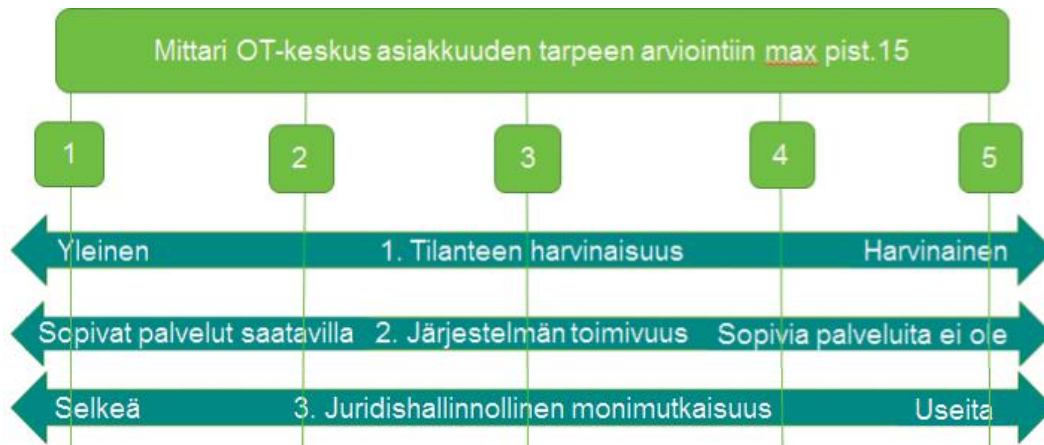 Mittari OT-keskus asiakkuuden tarpeen arviointiin max pist.15
1 2 3 4 5
Yleinen 1. Tilanteen harvinaisuus Harvinainen
Sopivat palvelut saatavilla 2. Järjestelmän toimivuus Sopivia palveluita ei ole
Selkeä 3. Juridishallinnollinen monimutkaisuus Useita